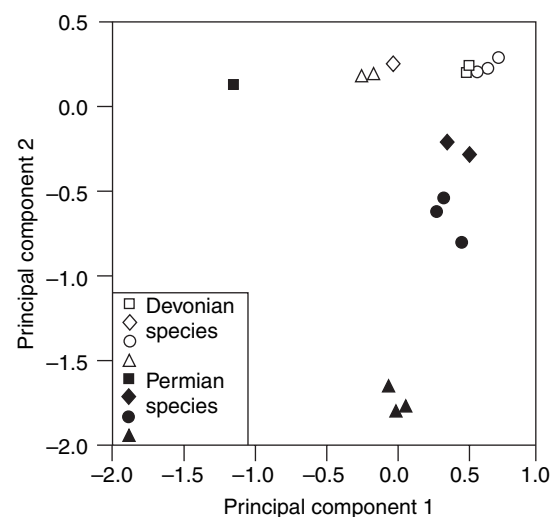 0.5
0.0
−0.5
−1.0
−1.5
−2.0
Principal component 2
Devonian
species
Permian
species
−2.0 −1.5 −1.0 −0.5 0.0 0.5 1.0
Principal component 1